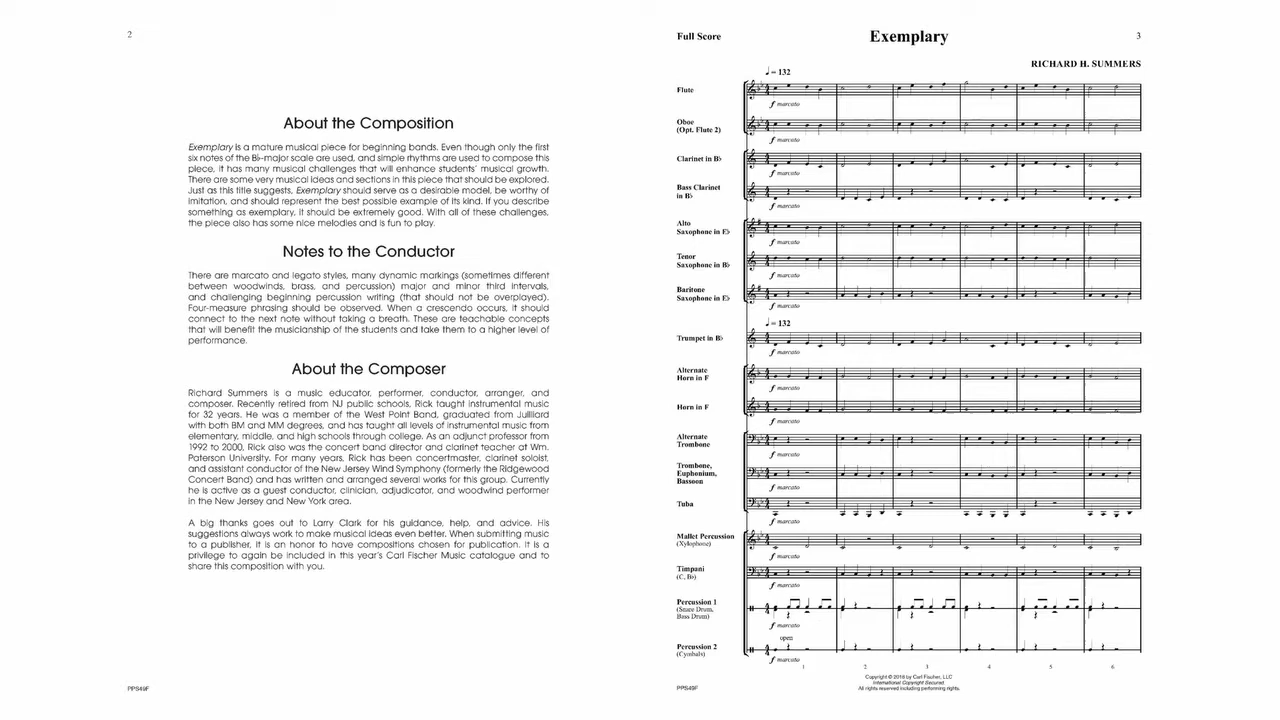 2
About the Composition
Exemplary is a mature musical piece for beginning bands. Even though only the first
six notes of the B♭–major scale are used, and simple rhythms are used to compose this
piece, it has many musical challenges that will enhance students' musical growth.
There are some very musical ideas and sections in this piece that should be explored.
Just as this title suggests, Exemplary should serve as a desirable model, be worthy of
imitation, and should represent the best possible example of its kind. If you describe
something as exemplary, it should be extremely good. With all of these challenges,
the piece also has some nice melodies and is fun to play.
Notes to the Conductor
There are marcato and legato styles, many dynamic markings (sometimes different
between woodwinds, brass, and percussion) major and minor third intervals,
and challenging beginning percussion writing (that should not be overplayed).
Four-measure phrasing should be observed. When a crescendo occurs, it should
connect to the next note without taking a breath. These are teachable concepts
that will benefit the musicianship of the students and take them to a higher level of
performance.
About the Composer
Richard Summers is a music educator, performer, conductor, arranger, and
composer. Recently retired from NJ public schools, Rick taught instrumental music
for 32 years. He was a member of the West Point Band, graduated from Juilliard
with both BM and MM degrees, and has taught all levels of instrumental music from
elementary, middle, and high schools through college. As an adjunct professor from
1992 to 2000, Rick also was the concert band director and clarinet teacher at Wm.
Paterson University. For many years, Rick has been concertmaster, clarinet soloist,
and assistant conductor of the New Jersey Wind Symphony (formerly the Ridgewood
Concert Band) and has written and arranged several works for this group. Currently
he is active as a guest conductor, clinician, adjudicator, and woodwind performer
in the New Jersey and New York area.
A big thanks goes out to Larry Clark for his guidance, help, and advice. His
suggestions always work to make musical ideas even better. When submitting music
to a publisher, it is an honor to have compositions chosen for publication. It is a
privilege to again be included in this year's Carl Fischer Music catalogue and to
share this composition with you.
PPS49F
Full Score
Exemplary
3
RICHARD H. SUMMERS
♩ = 132
Flute
f marcato
Oboe
(Opt. Flute 2)
f marcato
Clarinet in B♭
f marcato
Bass Clarinet
in B♭
f marcato
Alto
Saxophone in E♭
f marcato
Tenor
Saxophone in B♭
f marcato
Baritone
Saxophone in E♭
f marcato
♩ = 132
Trumpet in B♭
f marcato
Alternate
Horn in F
f marcato
Horn in F
f marcato
Alternate
Trombone
f marcato
Trombone,
Euphonium,
Bassoon
f marcato
Tuba
f marcato
Mallet Percussion
(Xylophone)
f marcato
Timpani
(C, B♭)
f marcato
Percussion 1
(Snare Drum,
Bass Drum)
f marcato
open
Percussion 2
(Cymbals)
f marcato
1 2 3 4 5 6
Copyright © 2018 by Carl Fischer, LLC
International Copyright Secured
All rights reserved including performing rights.
PPS49F